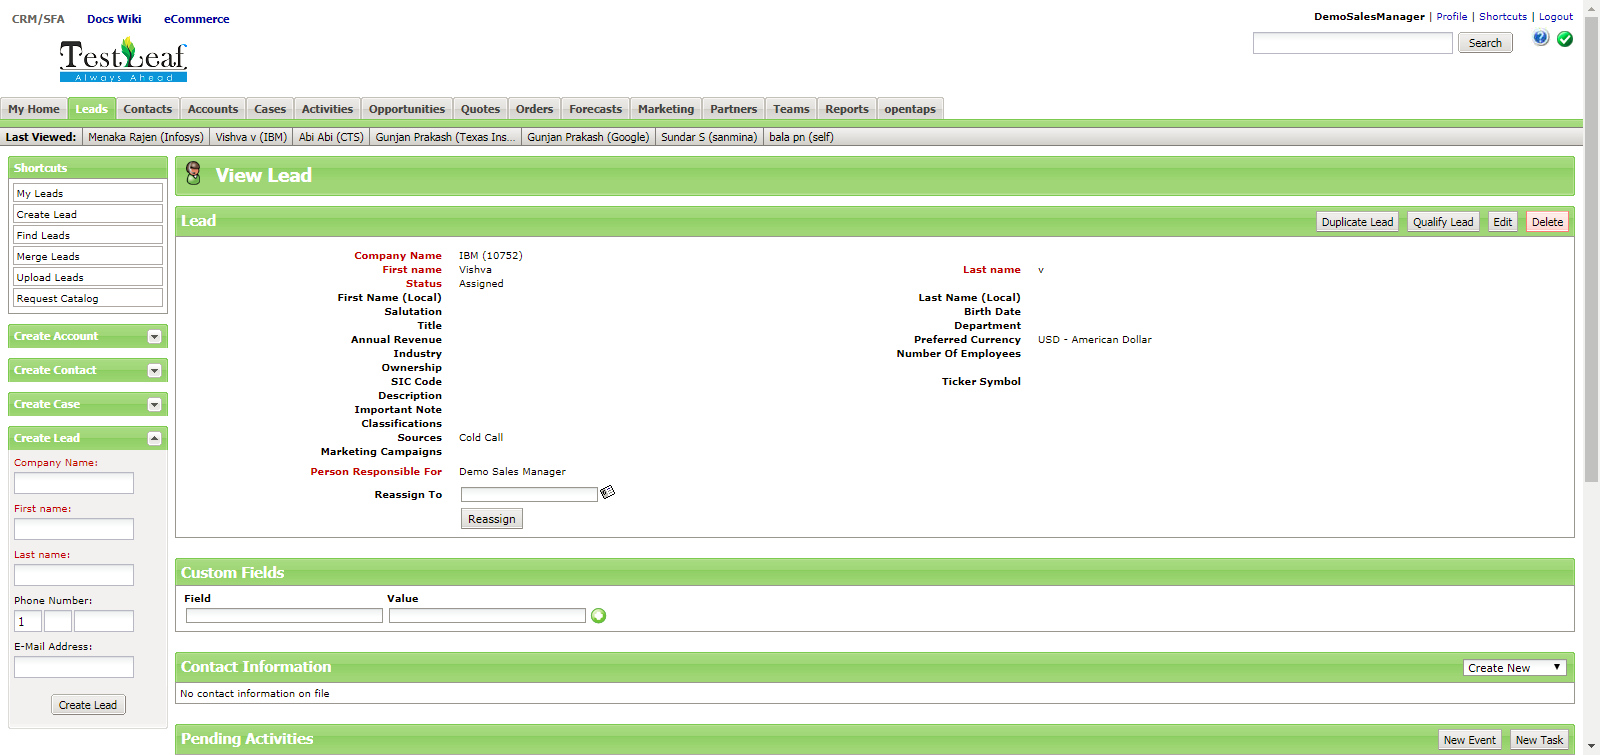 CRM/SFA Docs Wiki eCommerce
DemoSalesManager | Profile | Shortcuts | Logout
TestLeaf
Always Ahead
Search
My Home Leads Contacts Accounts Cases Activities Opportunities Quotes Orders Forecasts Marketing Partners Teams Reports opentaps
Last Viewed: Menaka Rajen (Infosys) Vishva v (IBM) Abi Abi (CTS) Gunjan Prakash (Texas Ins... Gunjan Prakash (Google) Sundar S (sanmina) bala pn (self)
Shortcuts
My Leads
Create Lead
Find Leads
Merge Leads
Upload Leads
Request Catalog
Create Account
Create Contact
Create Case
Create Lead
Company Name:
First name:
Last name:
Phone Number:
1
E-Mail Address:
Create Lead
View Lead
Lead
Duplicate Lead Qualify Lead Edit Delete
Company Name IBM (10752)
First name Vishva Last name v
Status Assigned
First Name (Local) Last Name (Local)
Salutation Birth Date
Title Department
Annual Revenue Preferred Currency USD - American Dollar
Industry Number Of Employees
Ownership
SIC Code Ticker Symbol
Description
Important Note
Classifications
Sources Cold Call
Marketing Campaigns
Person Responsible For Demo Sales Manager
Reassign To
Reassign
Custom Fields
Field Value
Contact Information
Create New
No contact information on file
Pending Activities
New Event New Task